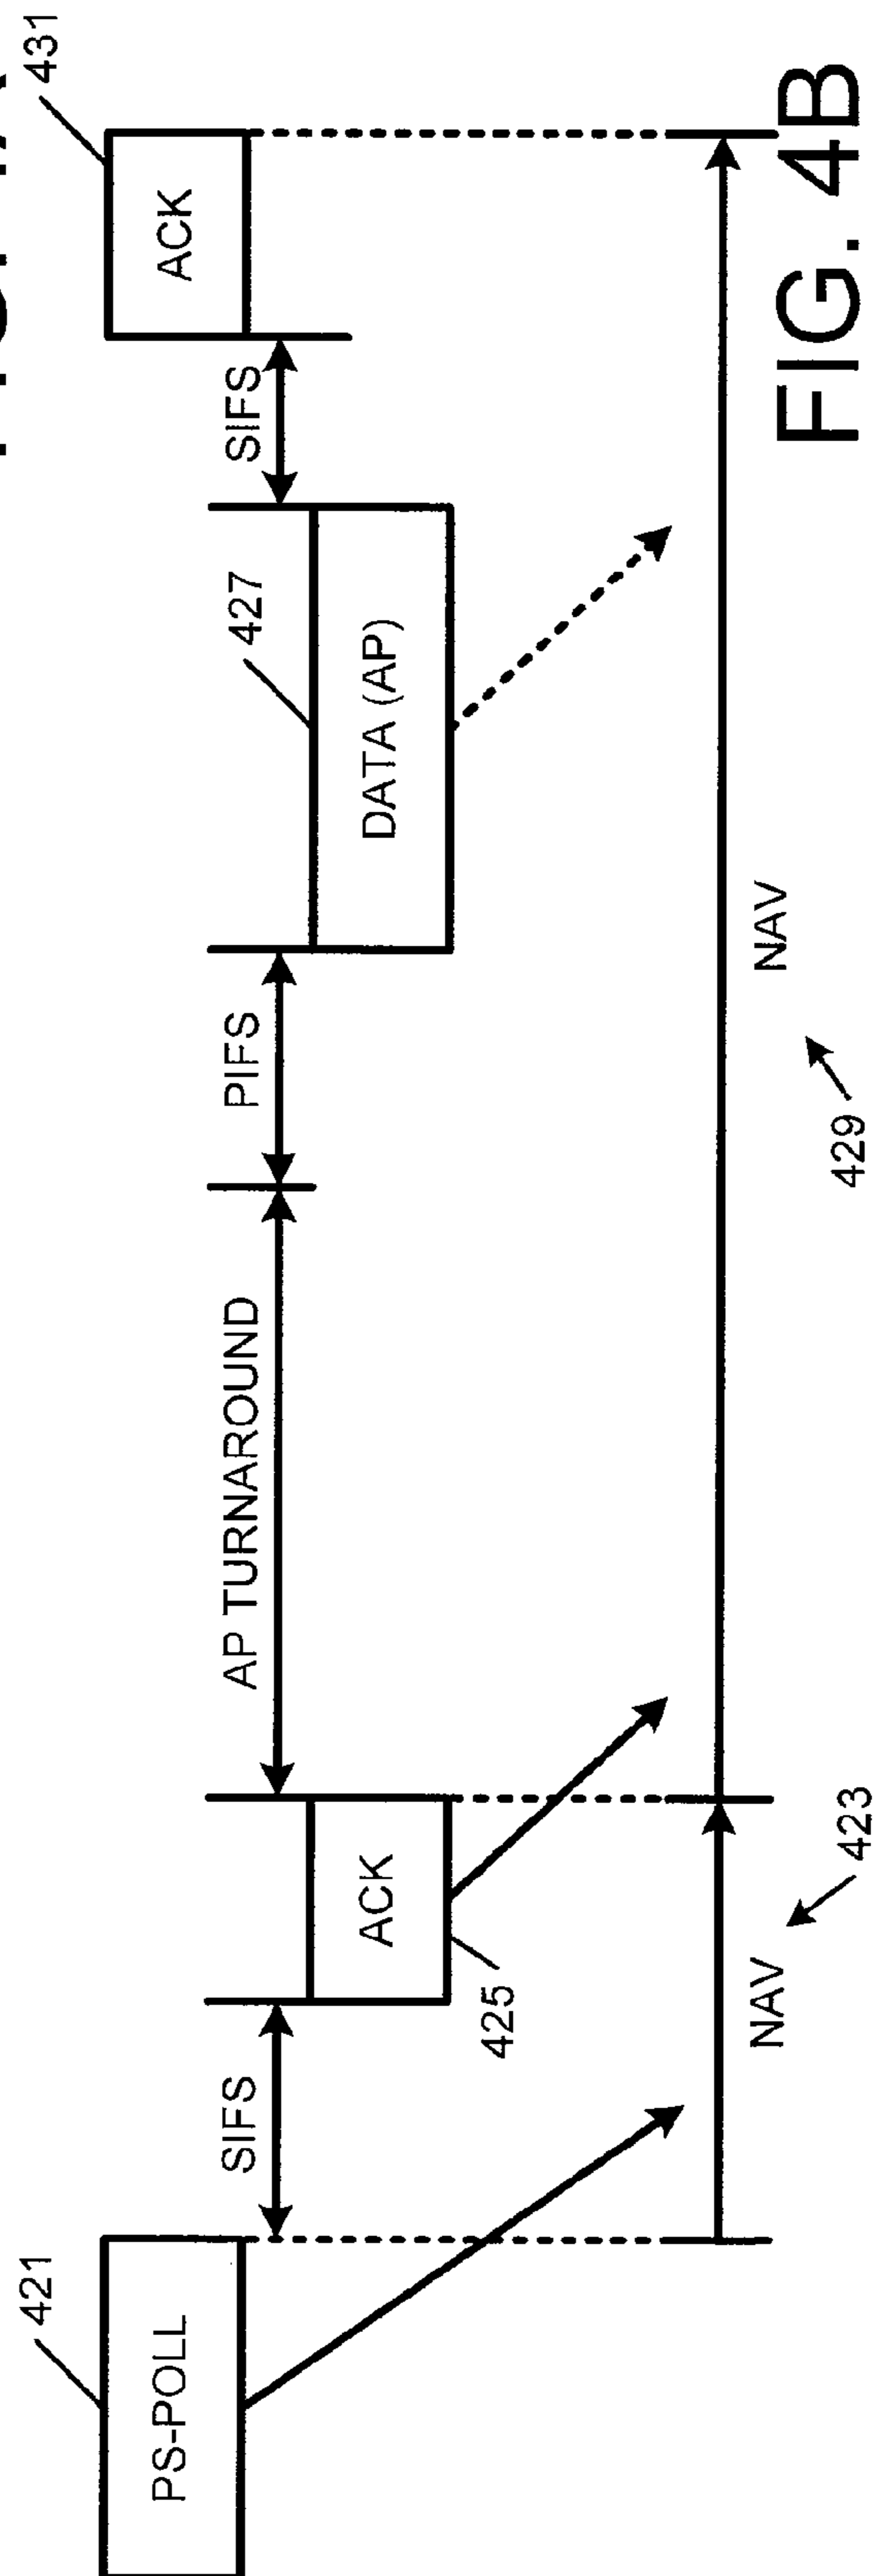 421
PS-POLL
SIFS
ACK
425
AP TURNAROUND
PIFS
427
DATA (AP)
SIFS
ACK
431
NAV
423
NAV
429
FIG. 4B